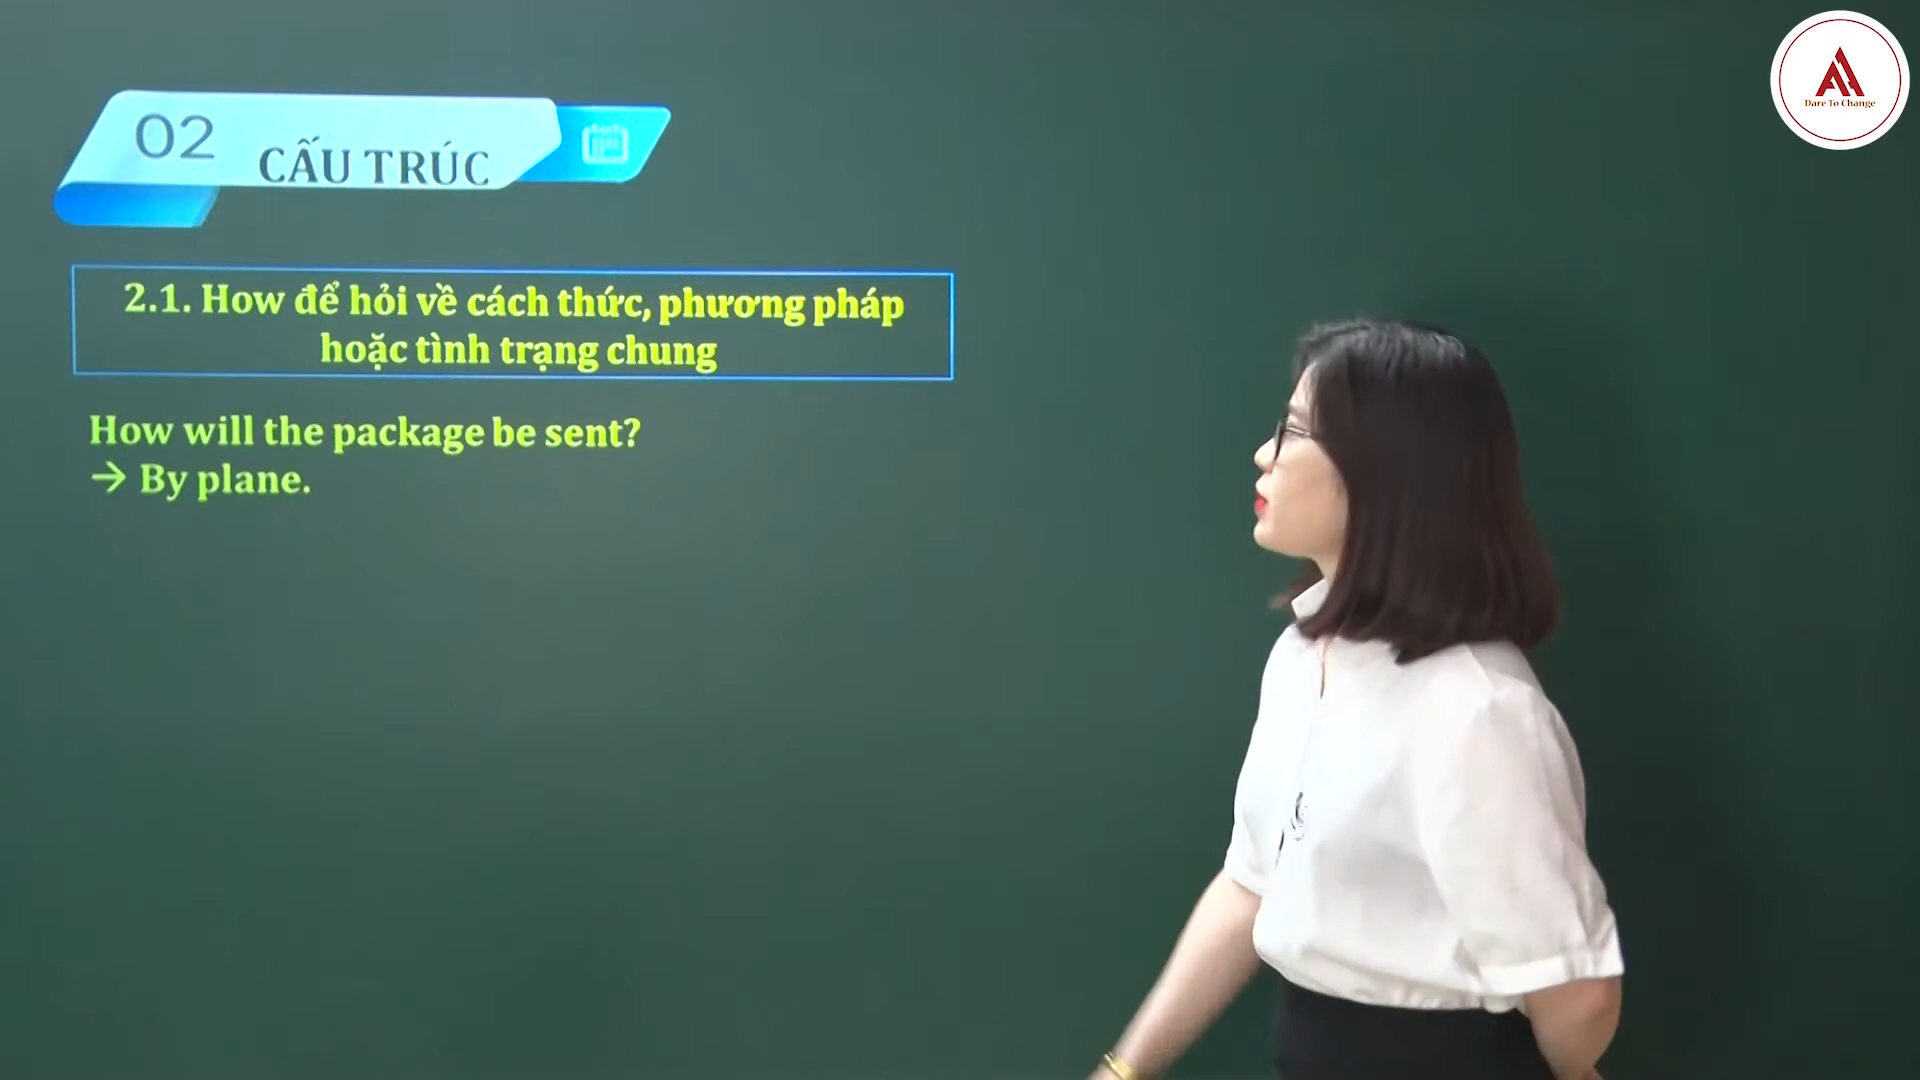 Dare To Change
02
CẤU TRÚC
2.1. How để hỏi về cách thức, phương pháp
hoặc tình trạng chung
How will the package be sent?
→ By plane.